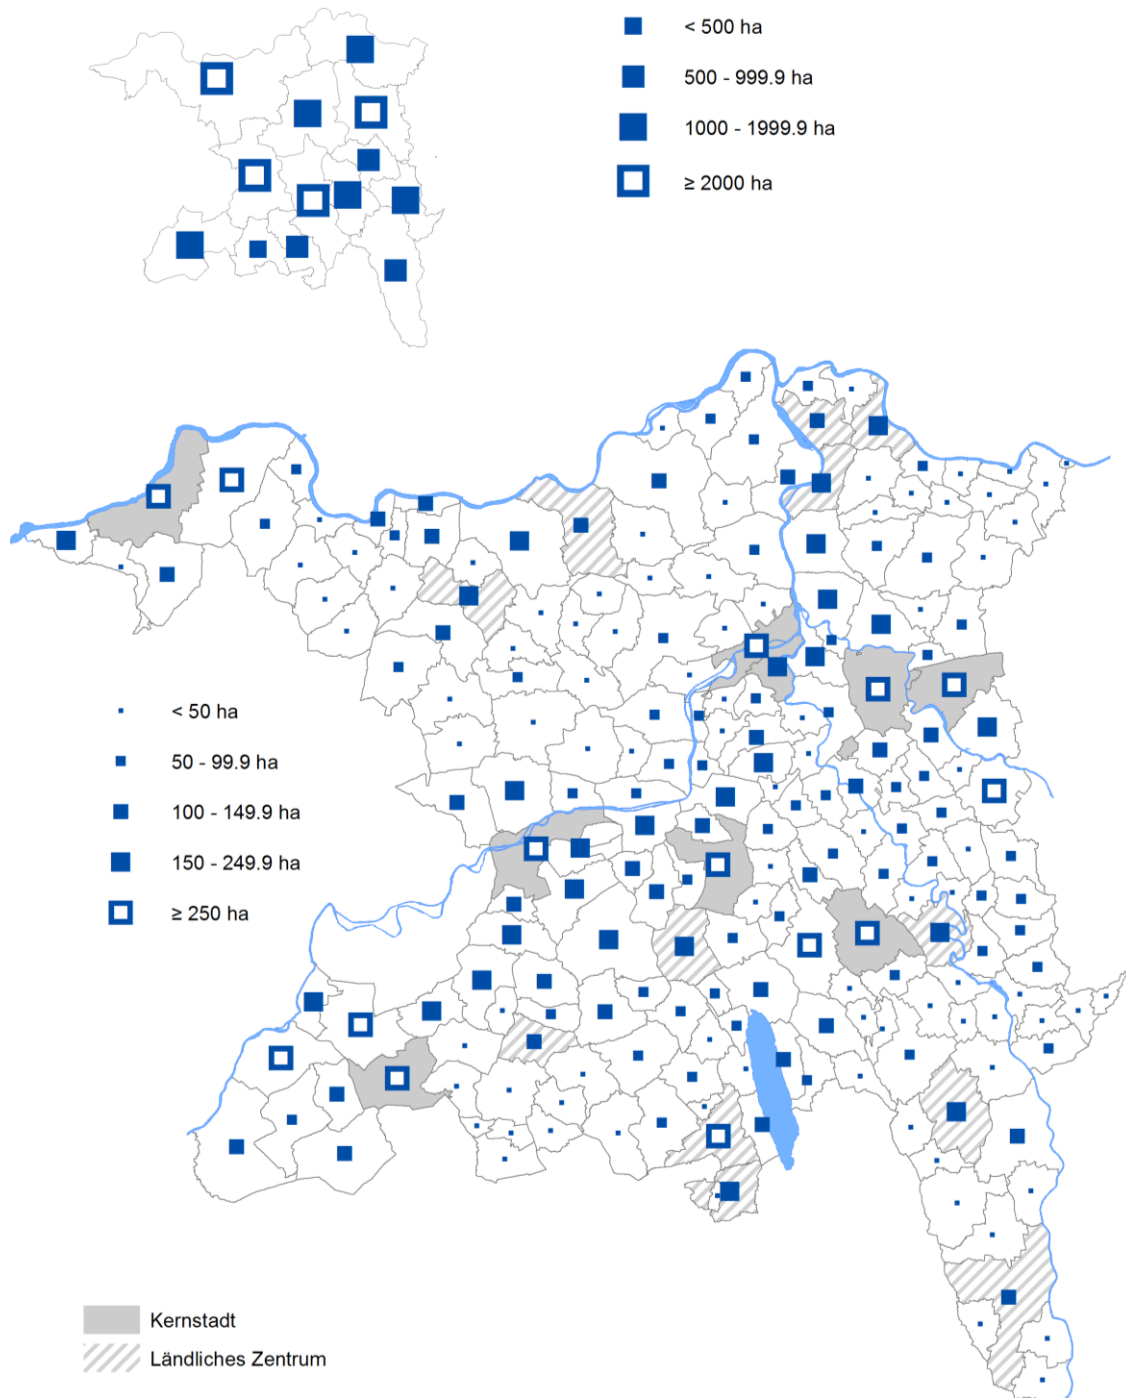 < 500 ha
500 - 999.9 ha
1000 - 1999.9 ha
≥ 2000 ha
< 50 ha
50 - 99.9 ha
100 - 149.9 ha
150 - 249.9 ha
≥ 250 ha
Kernstadt
Ländliches Zentrum